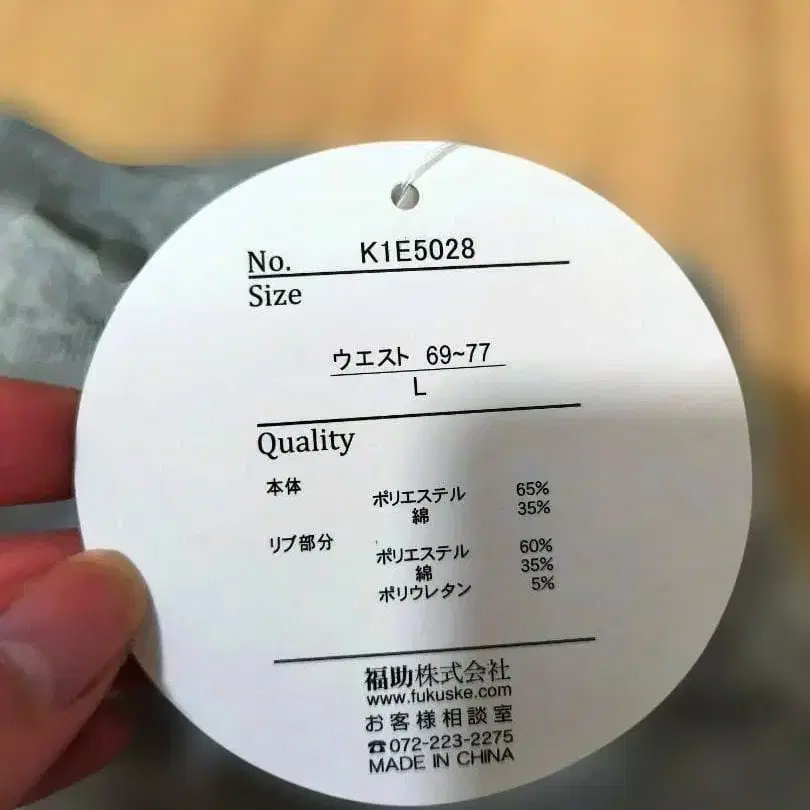 No. K1E5028
Size
ウエスト 69~77
L
Quality
本体
ポリエステル 65%
綿 35%
リブ部分
ポリエステル 60%
綿 35%
ポリウレタン 5%
福助株式会社
www.fukuske.com
お客様相談室
☎072-223-2275
MADE IN CHINA